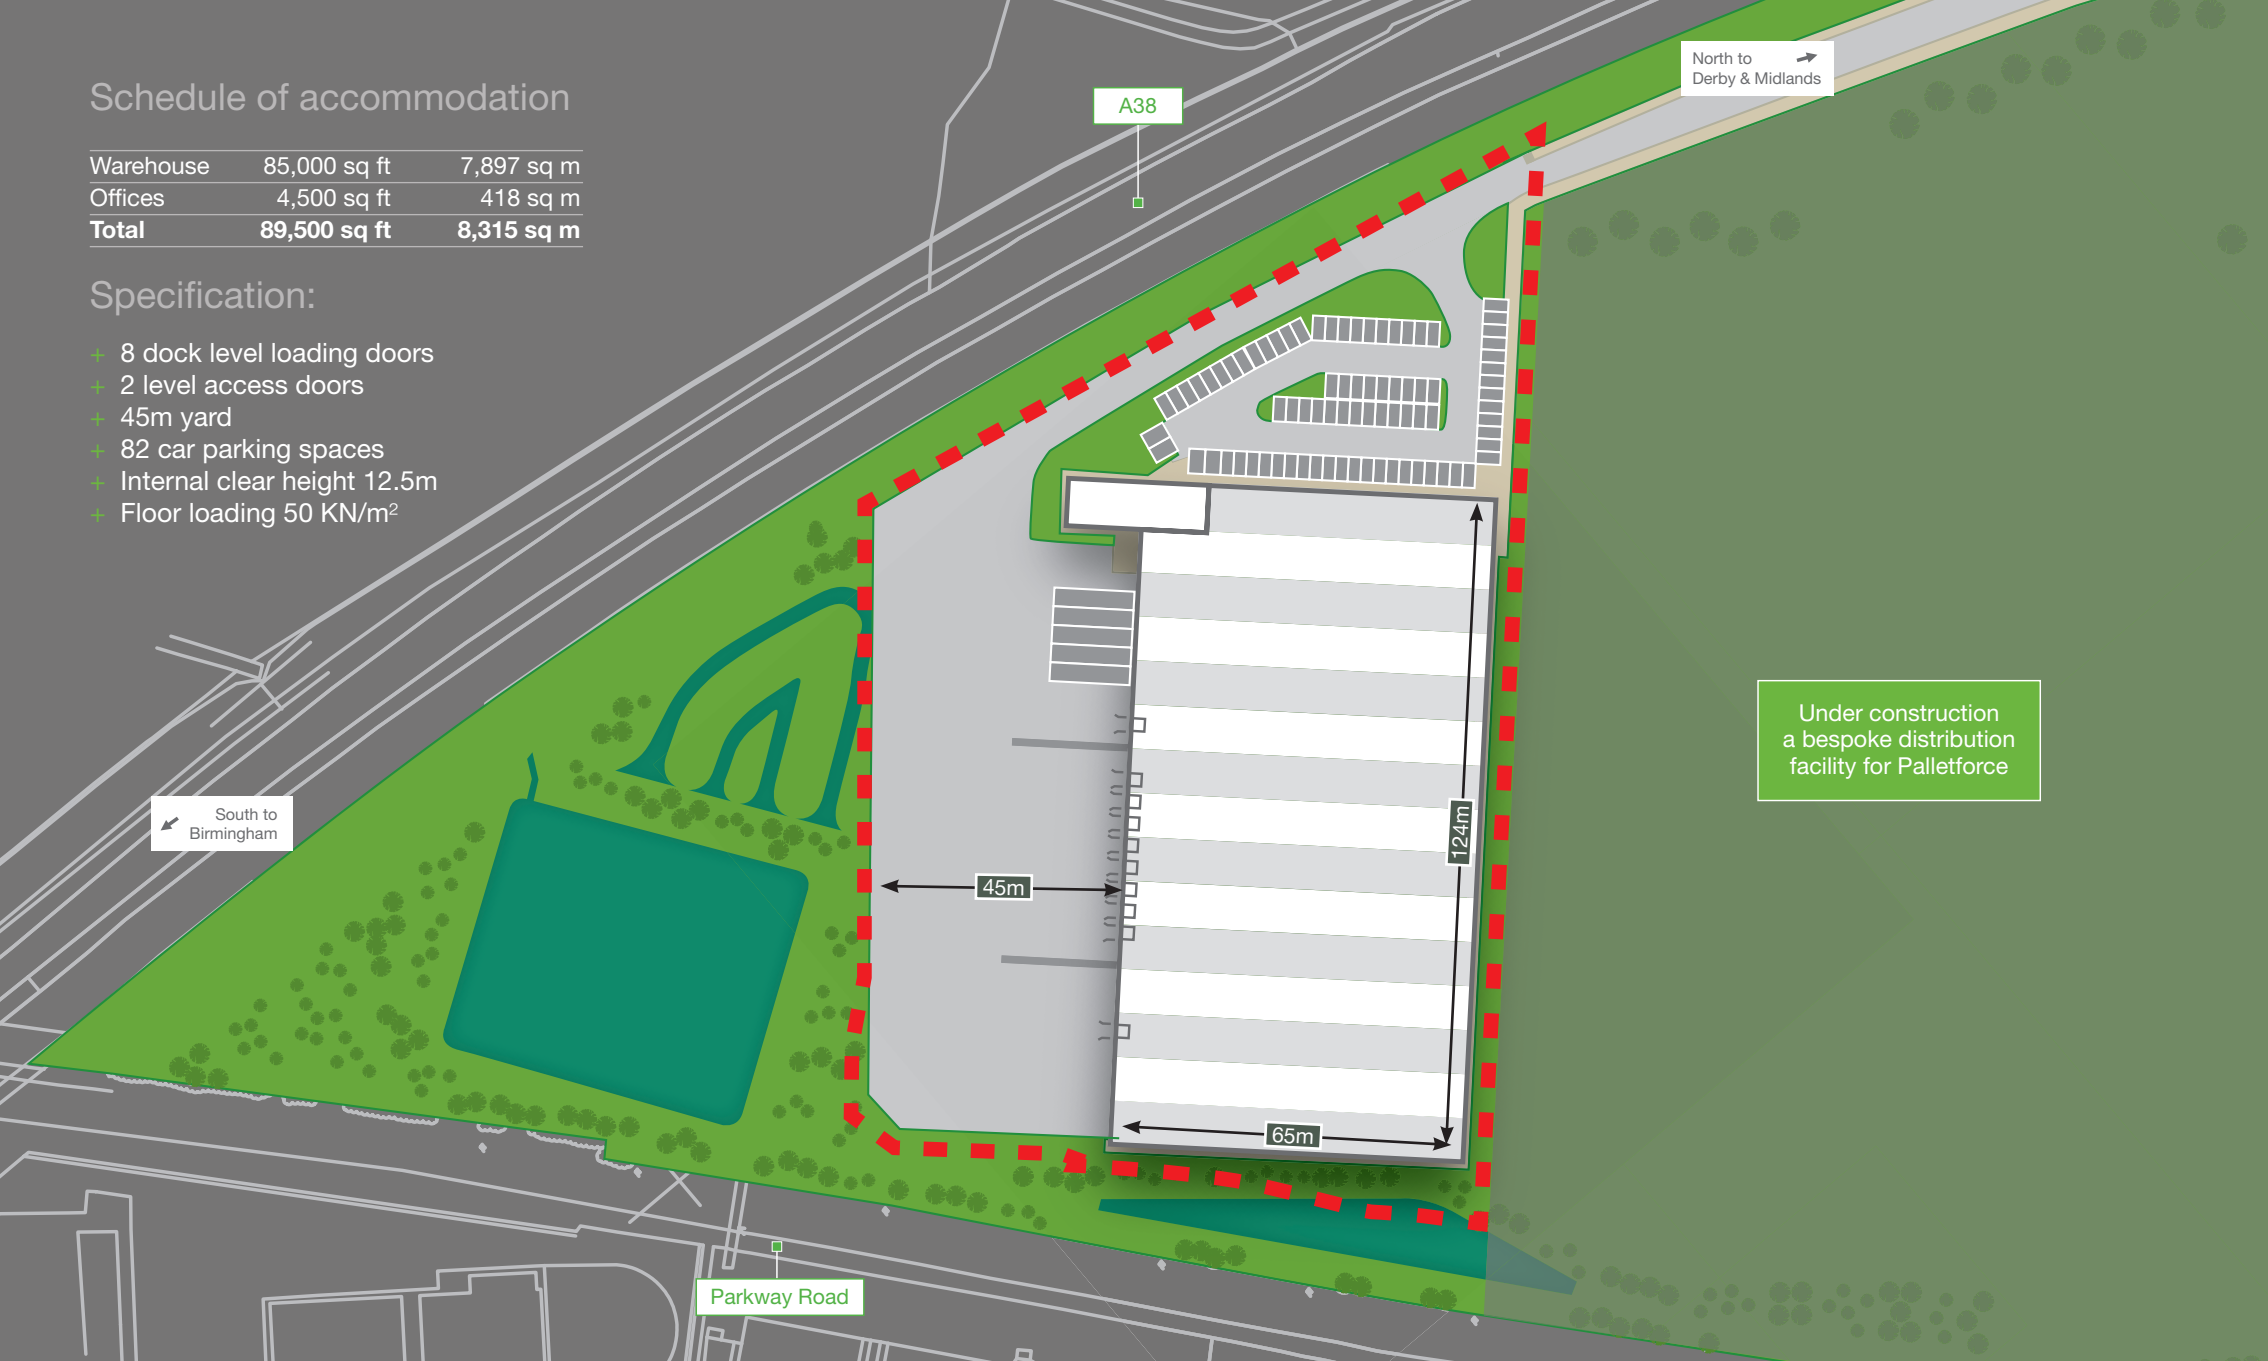 Schedule of accommodation
Warehouse 85,000 sq ft 7,897 sq m
Offices 4,500 sq ft 418 sq m
Total 89,500 sq ft 8,315 sq m
Specification:
+ 8 dock level loading doors
+ 2 level access doors
+ 45m yard
+ 82 car parking spaces
+ Internal clear height 12.5m
+ Floor loading 50 KN/m²
A38
North to
Derby & Midlands
Under construction
a bespoke distribution
facility for Palletforce
South to
Birmingham
124m
45m
65m
Parkway Road